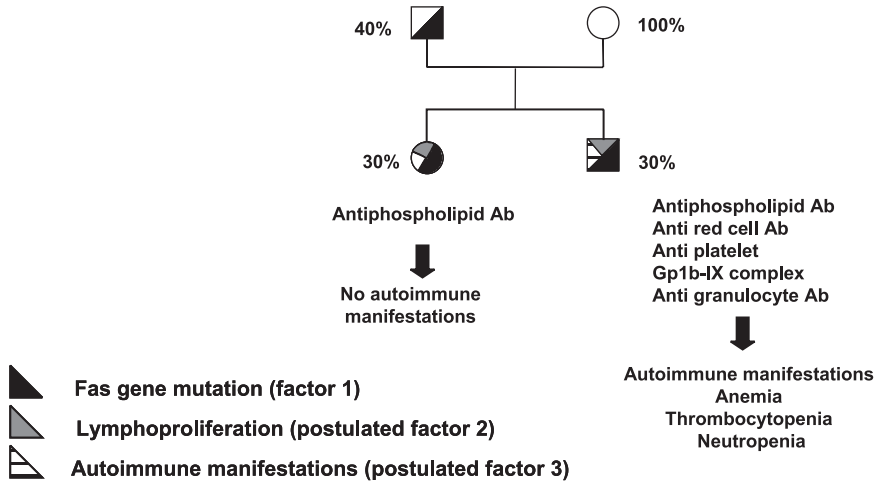 40%
100%
30%
30%
Antiphospholipid Ab
No autoimmune
manifestations
Antiphospholipid Ab
Anti red cell Ab
Anti platelet
Gp1b-IX complex
Anti granulocyte Ab
Autoimmune manifestations
Anemia
Thrombocytopenia
Neutropenia
Fas gene mutation (factor 1)
Lymphoproliferation (postulated factor 2)
Autoimmune manifestations (postulated factor 3)